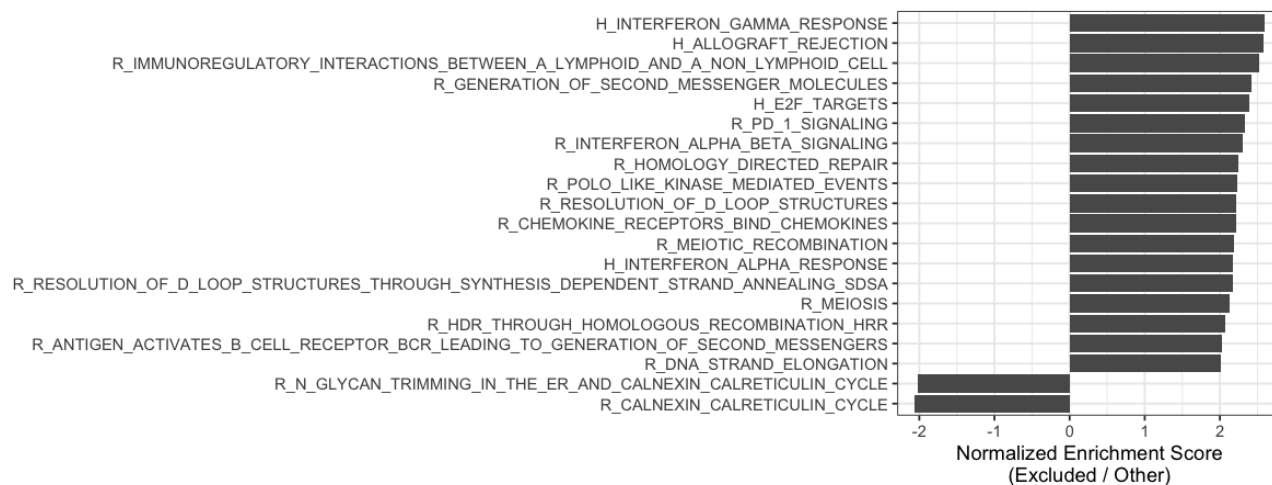 H_INTERFERON_GAMMA_RESPONSE
H_ALLOGRAFT_REJECTION
R_IMMUNOREGULATORY_INTERACTIONS_BETWEEN_A_LYMPHOID_AND_A_NON_LYMPHOID_CELL
R_GENERATION_OF_SECOND_MESSENGER_MOLECULES
H_E2F_TARGETS
R_PD_1_SIGNALING
R_INTERFERON_ALPHA_BETA_SIGNALING
R_HOMOLOGY_DIRECTED_REPAIR
R_POLO_LIKE_KINASE_MEDIATED_EVENTS
R_RESOLUTION_OF_D_LOOP_STRUCTURES
R_CHEMOKINE_RECEPTORS_BIND_CHEMOKINES
R_MEIOTIC_RECOMBINATION
H_INTERFERON_ALPHA_RESPONSE
R_RESOLUTION_OF_D_LOOP_STRUCTURES_THROUGH_SYNTHESIS_DEPENDENT_STRAND_ANNEALING_SDSA
R_MEIOSIS
R_HDR_THROUGH_HOMOLOGOUS_RECOMBINATION_HRR
R_ANTIGEN_ACTIVATES_B_CELL_RECEPTOR_BCR_LEADING_TO_GENERATION_OF_SECOND_MESSENGERS
R_DNA_STRAND_ELONGATION
R_N_GLYCAN_TRIMMING_IN_THE_ER_AND_CALNEXIN_CALRETICULIN_CYCLE
R_CALNEXIN_CALRETICULIN_CYCLE
-2 -1 0 1 2
Normalized Enrichment Score
(Excluded / Other)